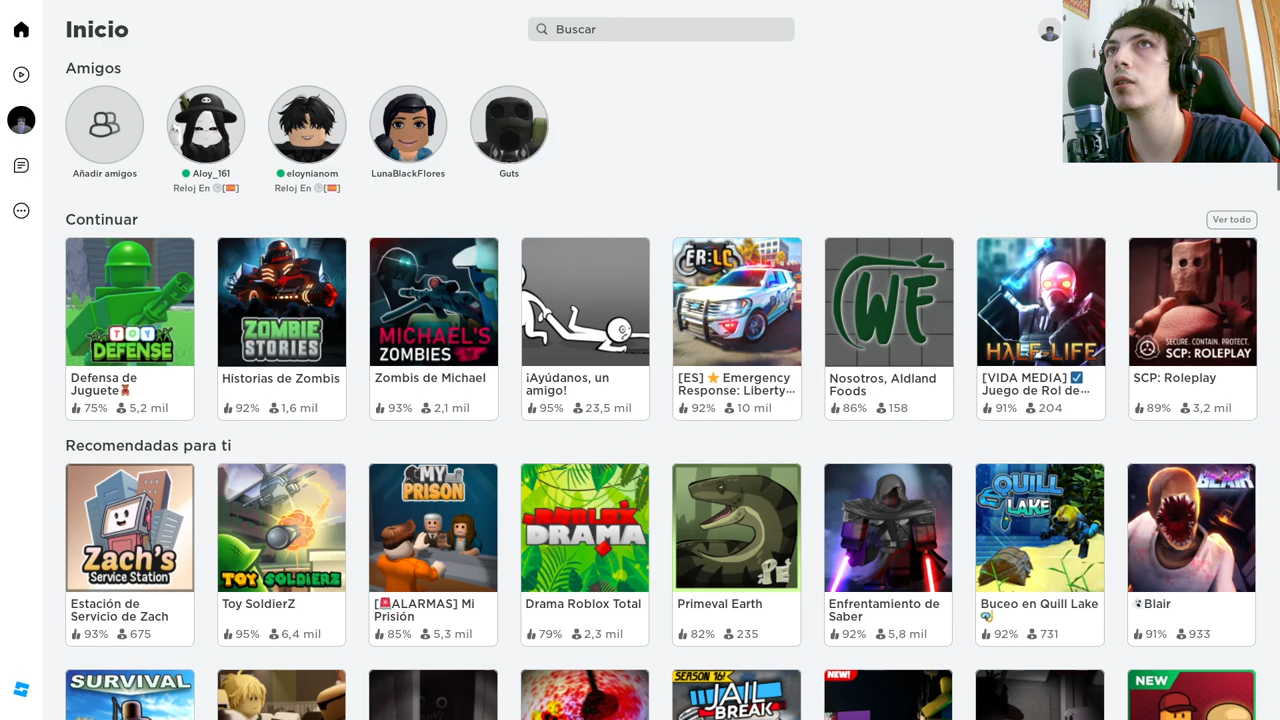 Inicio
Buscar
Amigos
Añadir amigos
Aloy_161
Reloj En
eloynianom
Reloj En
LunaBlackFlores
Guts
Continuar
Ver todo
TOY
DEFENSE
ZOMBIE
STORIES
MICHAEL'S
ZOMBIES
ER:LC
WF
HALF-LIFE
SECURE. CONTAIN. PROTECT.
SCP: ROLEPLAY
Defensa de
Juguete
75% 5,2 mil
Historias de Zombis
92% 1,6 mil
Zombis de Michael
93% 2,1 mil
¡Ayúdanos, un
amigo!
95% 23,5 mil
[ES] ⭐ Emergency
Response: Liberty...
92% 10 mil
Nosotros, Aldland
Foods
86% 158
[VIDA MEDIA] ☑
Juego de Rol de...
91% 204
SCP: Roleplay
89% 3,2 mil
Recomendadas para ti
Zach's
Service Station
TOY SOLDIERZ
MY
PRISON
ROBLOX
DRAMA
PE
QUILL
LAKE
BLAIR
Estación de
Servicio de Zach
93% 675
Toy SoldierZ
95% 6,4 mil
[🚨ALARMAS] Mi
Prisión
85% 5,3 mil
Drama Roblox Total
79% 2,3 mil
Primeval Earth
82% 235
Enfrentamiento de
Saber
92% 5,8 mil
Buceo en Quill Lake
92% 731
Blair
91% 933
SURVIVAL
SEASON 16!
JAIL
BREAK
NEW!
NEW